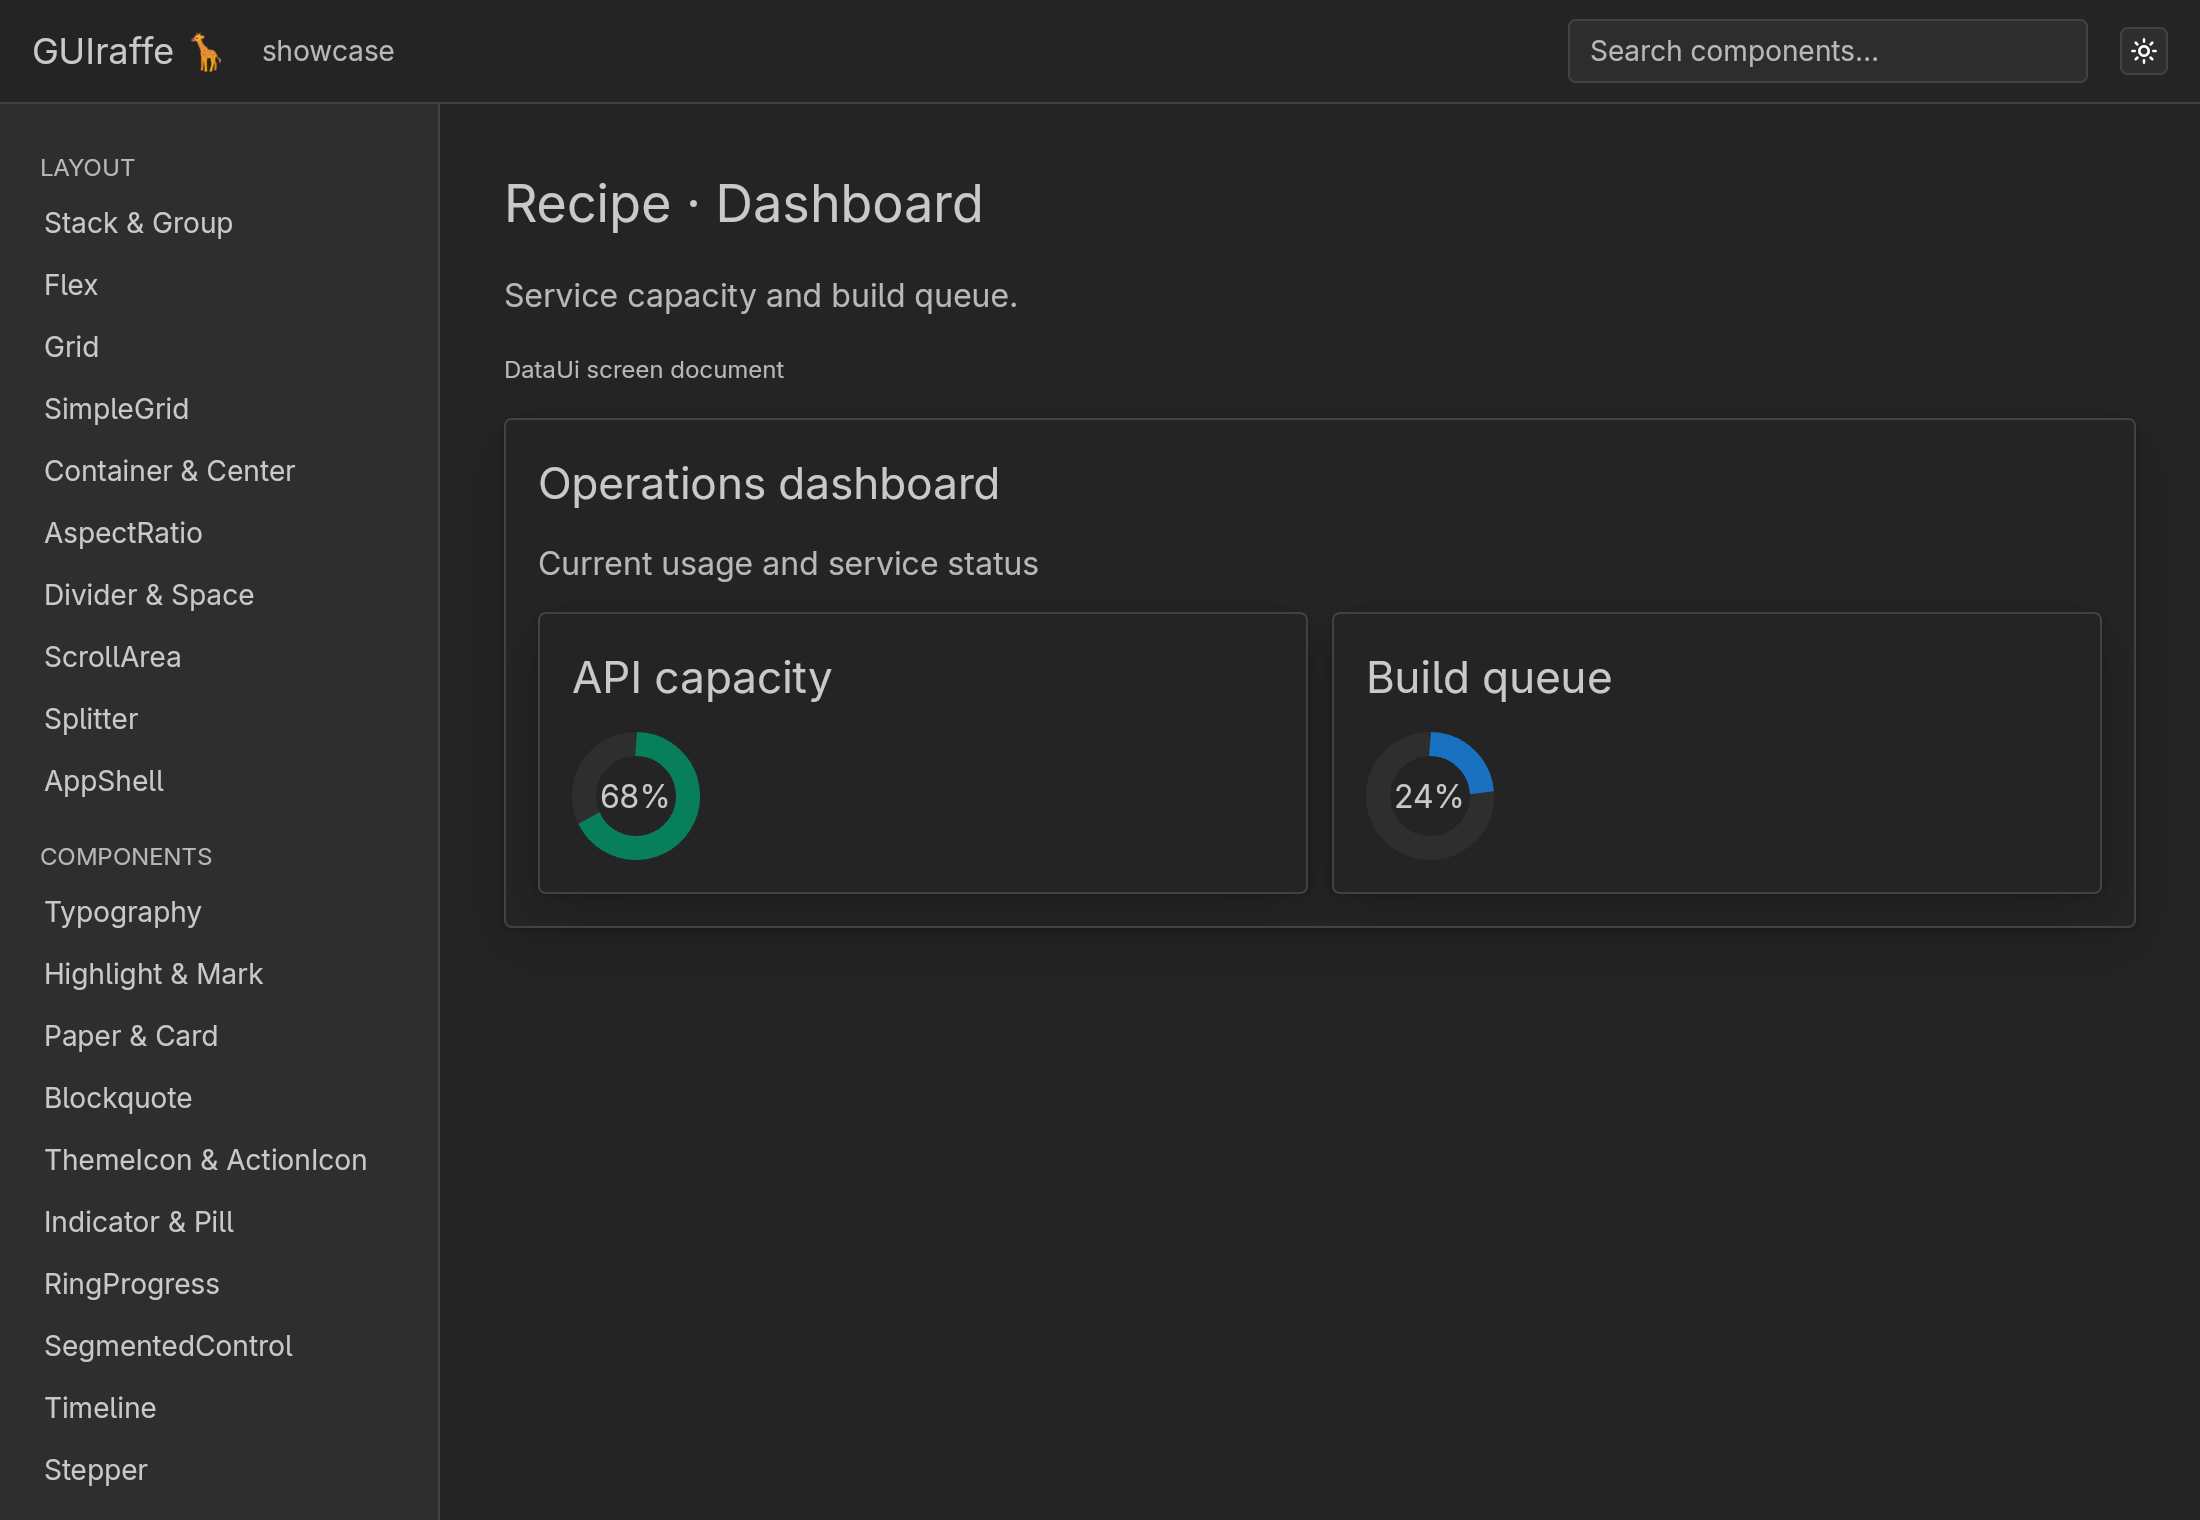 GUIraffe 🦒 showcase
Search components...
LAYOUT
Stack & Group
Flex
Grid
SimpleGrid
Container & Center
AspectRatio
Divider & Space
ScrollArea
Splitter
AppShell
COMPONENTS
Typography
Highlight & Mark
Paper & Card
Blockquote
ThemeIcon & ActionIcon
Indicator & Pill
RingProgress
SegmentedControl
Timeline
Stepper
Recipe · Dashboard
Service capacity and build queue.
DataUi screen document
Operations dashboard
Current usage and service status
API capacity
68%
Build queue
24%